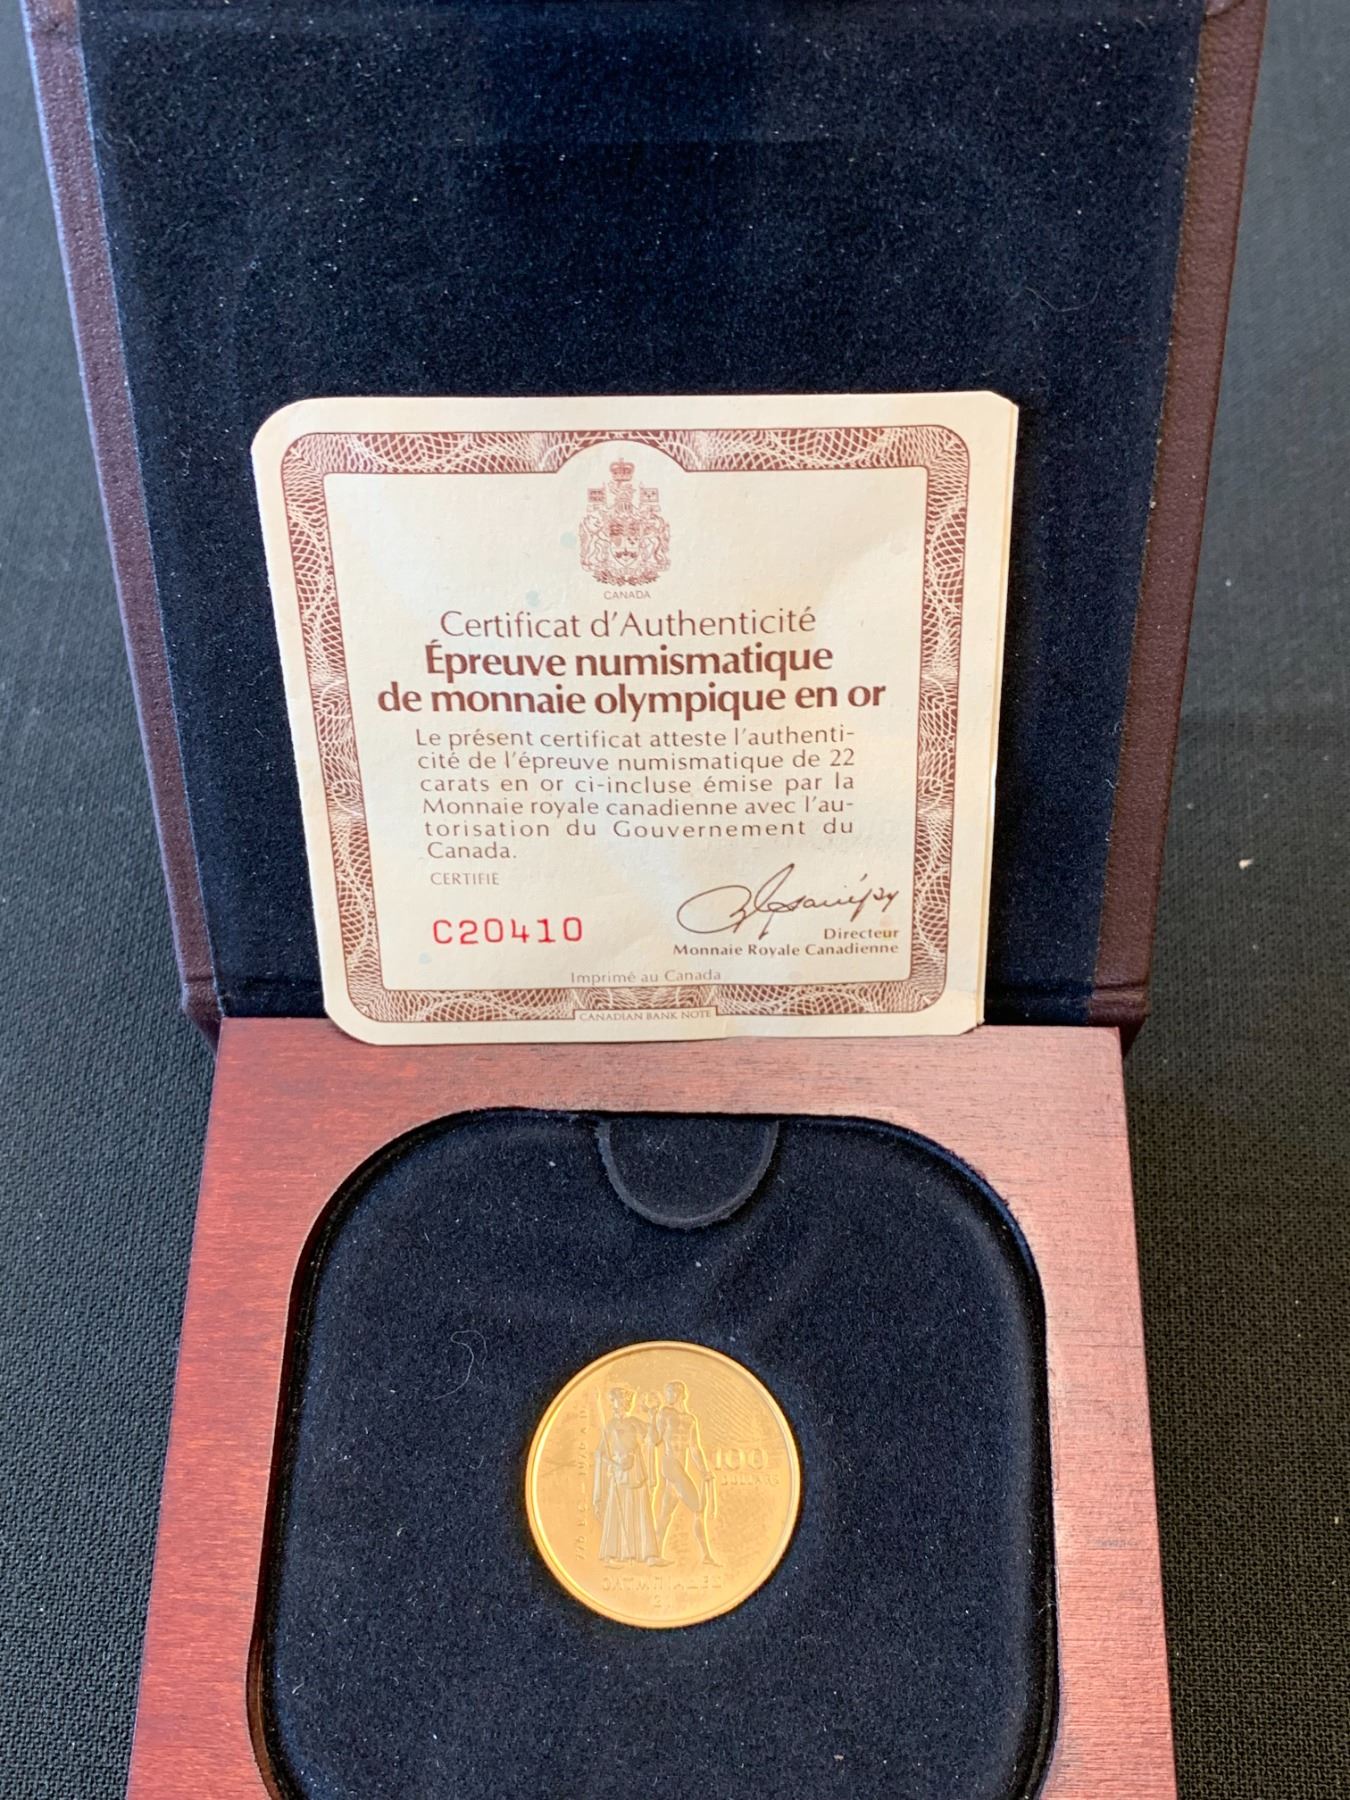 CANADA
Certificat d'Authenticité
Épreuve numismatique
de monnaie olympique en or
Le présent certificat atteste l'authenti-
cité de l'épreuve numismatique de 22
carats en or ci-incluse émise par la
Monnaie royale canadienne avec l'au-
torisation du Gouvernement du
Canada.
CERTIFIE
C20410
Directeur
Monnaie Royale Canadienne
Imprimé au Canada
CANADIAN BANK NOTE
100
DOLLARS